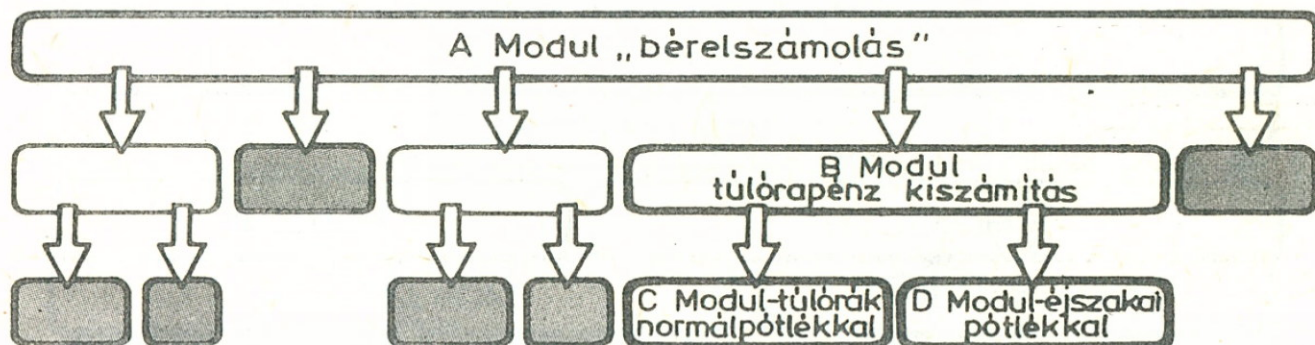 A Modul „bérelszámolás”
B Modul
túlórapénz kiszámítás
C Modul-túlórák
normálpótlékkal
D Modul-éjszakai
pótlékkal